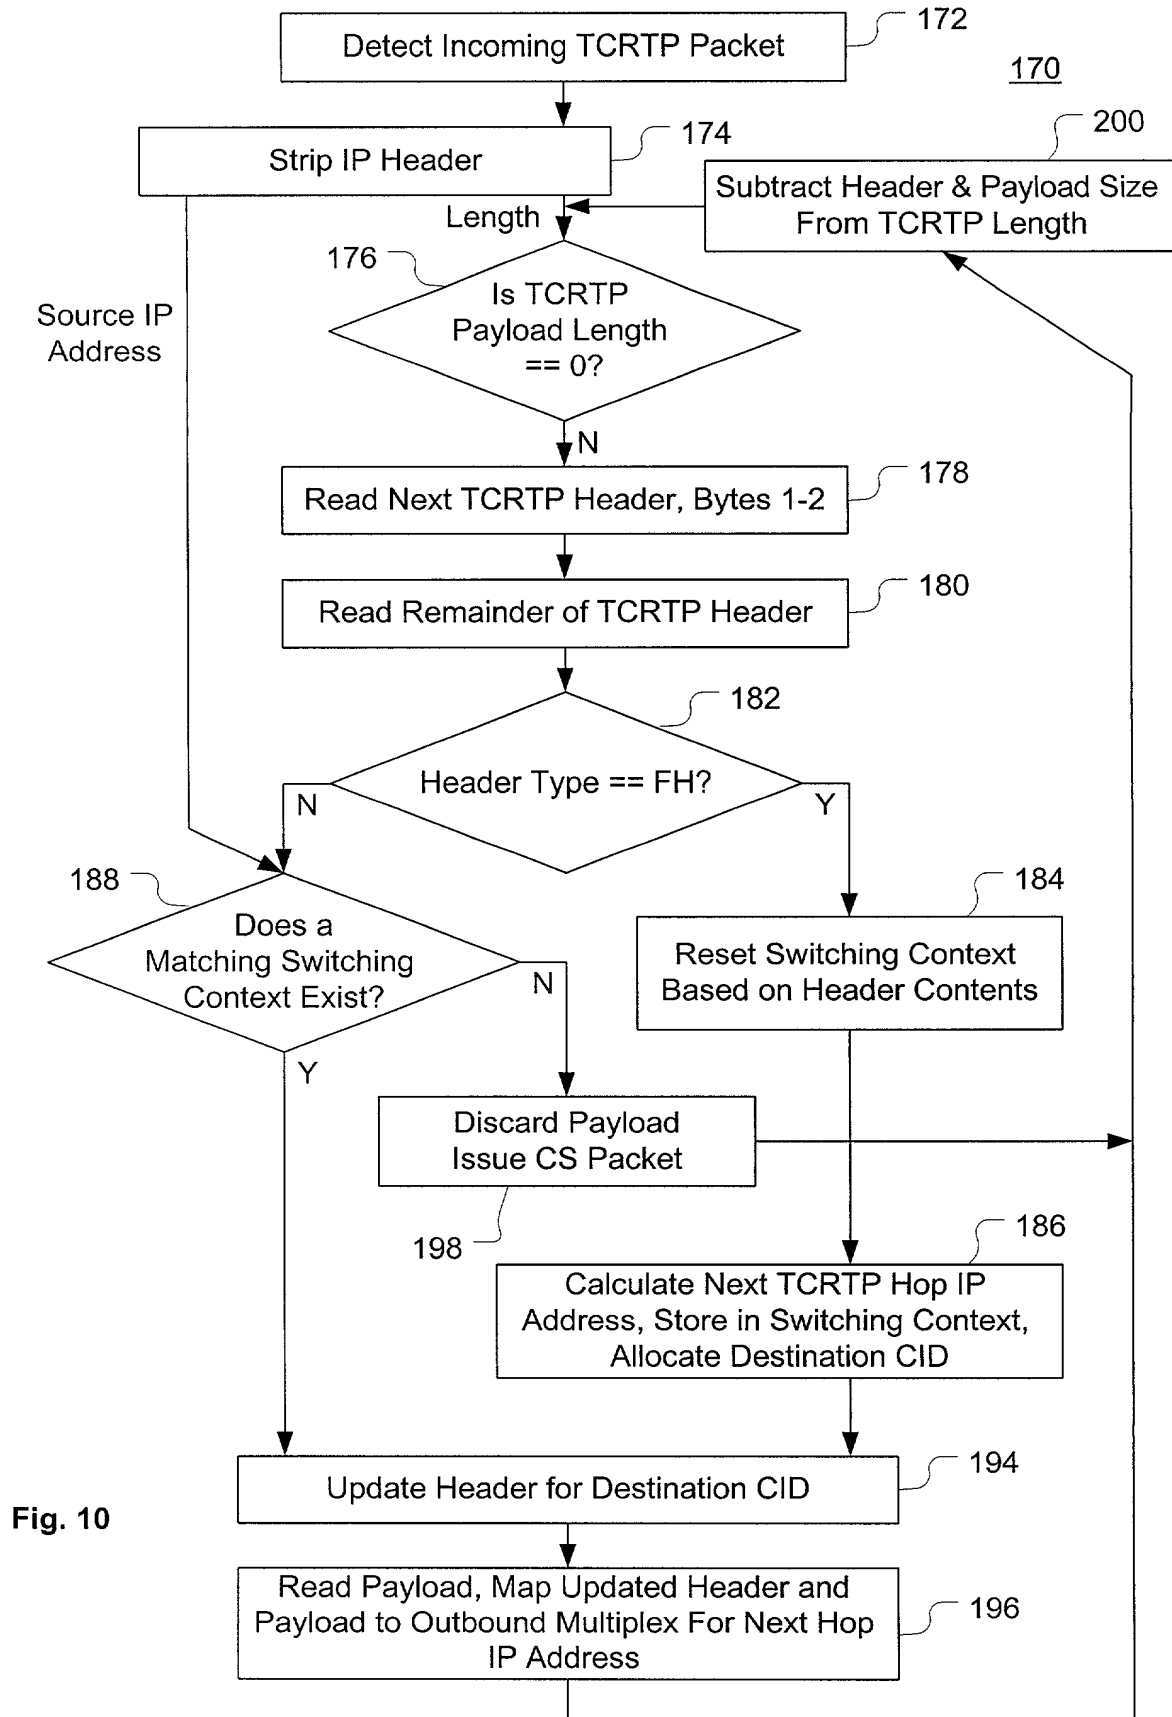 Detect Incoming TCRTP Packet
172
170
Strip IP Header
174
200
Subtract Header & Payload Size
From TCRTP Length
Length
176
Is TCRTP
Payload Length
== 0?
Source IP
Address
N
Read Next TCRTP Header, Bytes 1-2
178
Read Remainder of TCRTP Header
180
182
Header Type == FH?
N
Y
188
Does a
Matching Switching
Context Exist?
N
Y
184
Reset Switching Context
Based on Header Contents
Discard Payload
Issue CS Packet
198
186
Calculate Next TCRTP Hop IP
Address, Store in Switching Context,
Allocate Destination CID
Update Header for Destination CID
194
Fig. 10
Read Payload, Map Updated Header and
Payload to Outbound Multiplex For Next Hop
IP Address
196